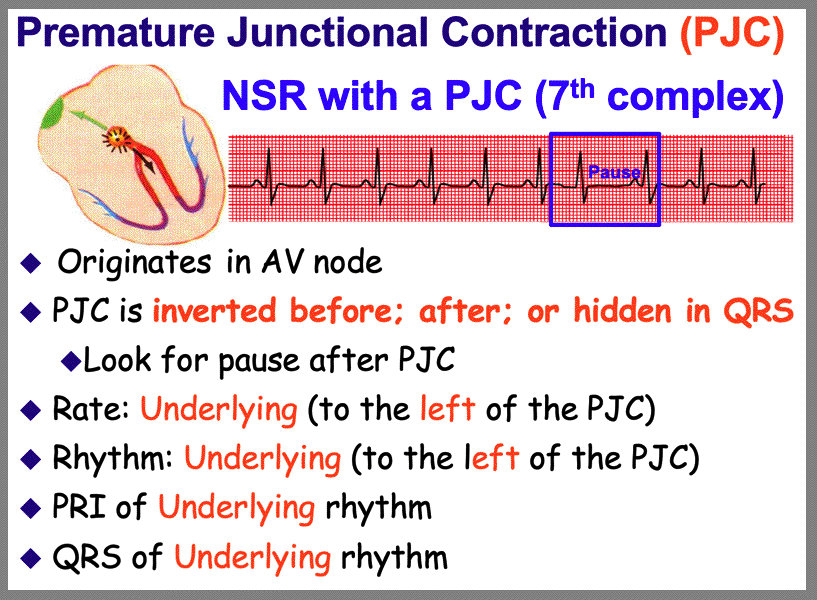 Premature Junctional Contraction (PJC)
NSR with a PJC (7th complex)
Pause
Originates in AV node
PJC is inverted before; after; or hidden in QRS
Look for pause after PJC
Rate: Underlying (to the left of the PJC)
Rhythm: Underlying (to the left of the PJC)
PRI of Underlying rhythm
QRS of Underlying rhythm